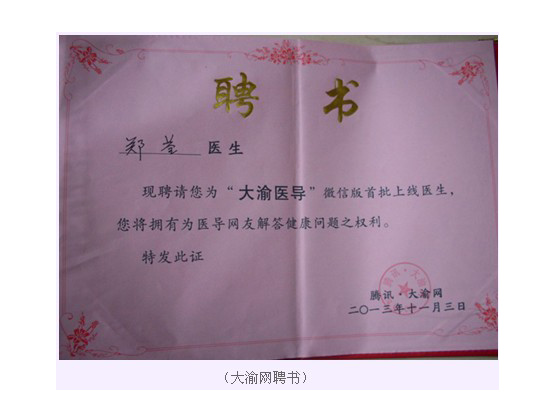 聘 书
郑莹 医生
现聘请您为“大渝医导”微信版首批上线医生，
您将拥有为医导网友解答健康问题之权利。
特发此证
腾讯·大渝网
二〇一三年十一月三日
（大渝网聘书）